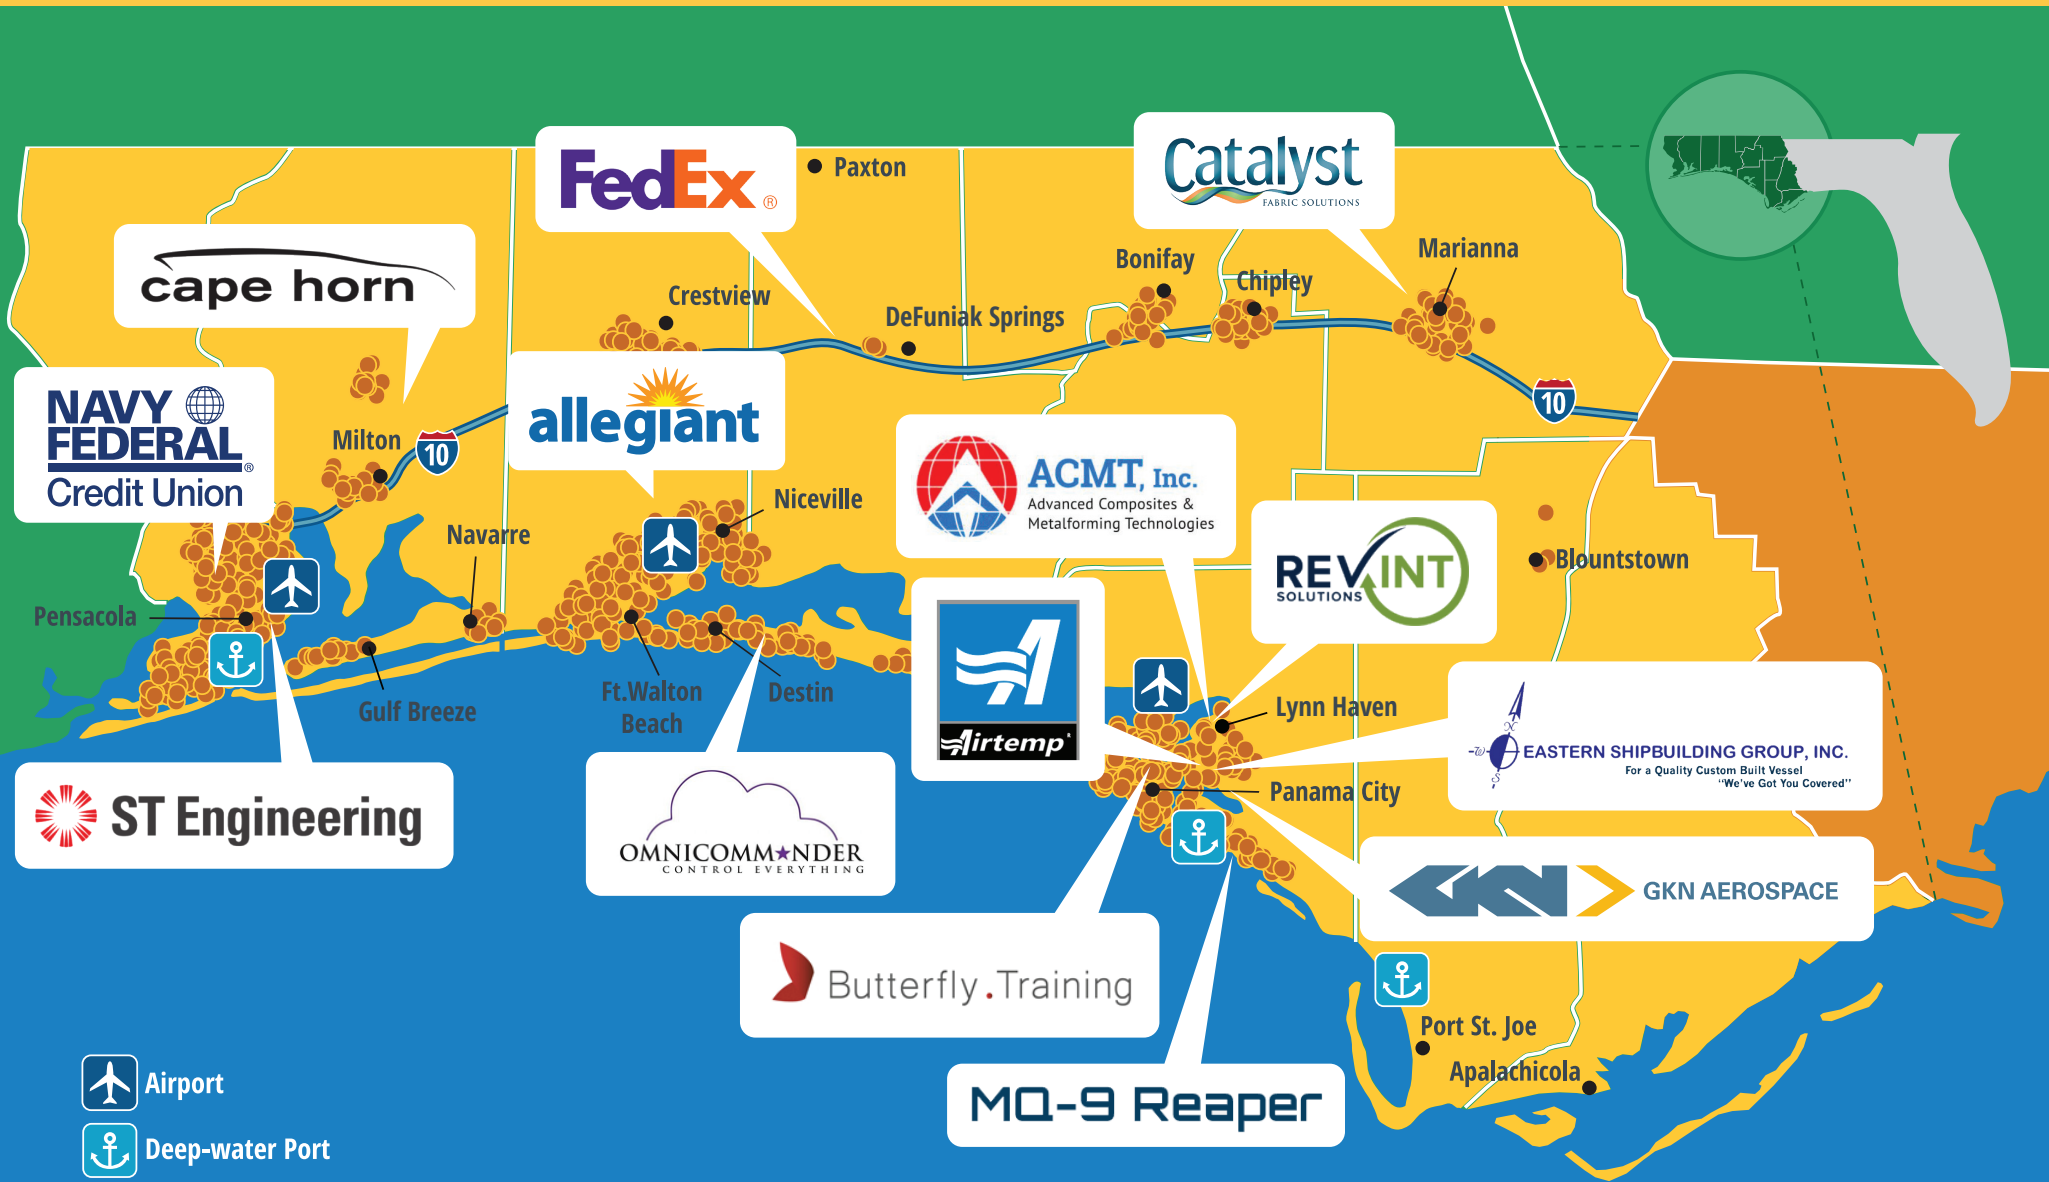 FedEx®
Paxton
Catalyst
FABRIC SOLUTIONS
cape horn
Bonifay
Marianna
Chipley
Crestview
DeFuniak Springs
NAVY
FEDERAL®
Credit Union
allegiant
10
Milton
10
ACMT, Inc.
Advanced Composites &
Metalforming Technologies
Niceville
Navarre
REVINT
SOLUTIONS
Blountstown
Pensacola
Ft.Walton
Beach
Destin
Gulf Breeze
Lynn Haven
Airtemp
N
W
S
EASTERN SHIPBUILDING GROUP, INC.
For a Quality Custom Built Vessel
"We've Got You Covered"
Panama City
ST Engineering
OMNICOMM★NDER
CONTROL EVERYTHING
GKN
GKN AEROSPACE
Butterfly.Training
Port St. Joe
Apalachicola
MQ-9 Reaper
Airport
Deep-water Port